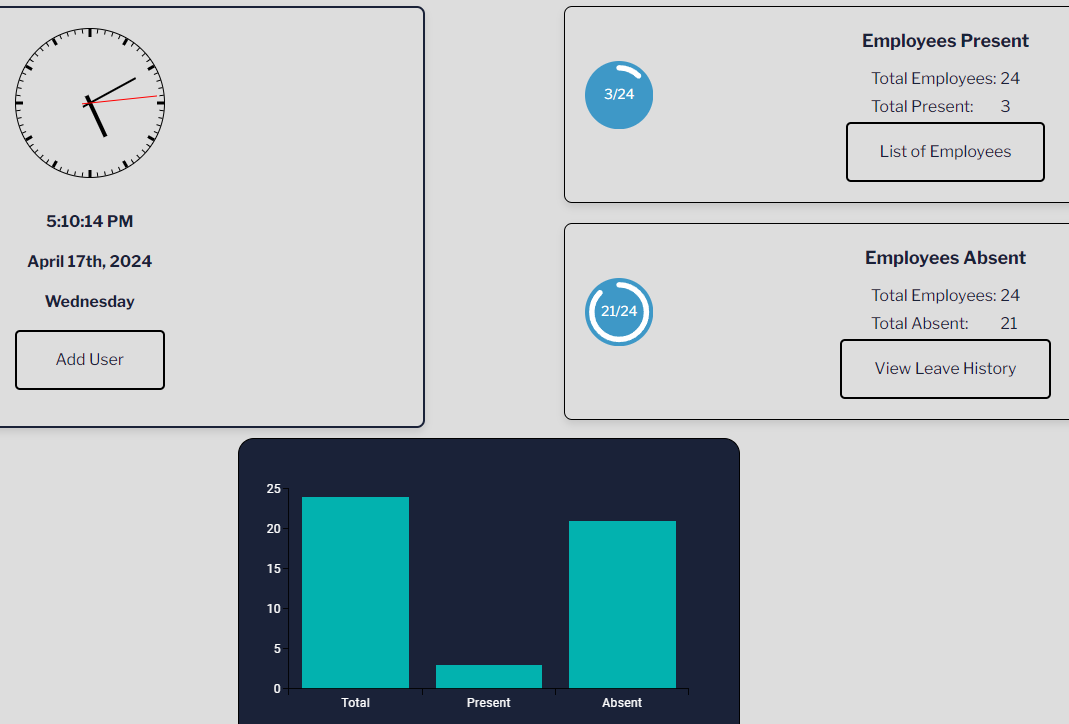 5:10:14 PM
April 17th, 2024
Wednesday
Add User
Employees Present
3/24
Total Employees: 24
Total Present: 3
List of Employees
Employees Absent
21/24
Total Employees: 24
Total Absent: 21
View Leave History
25
20
15
10
5
0
Total Present Absent